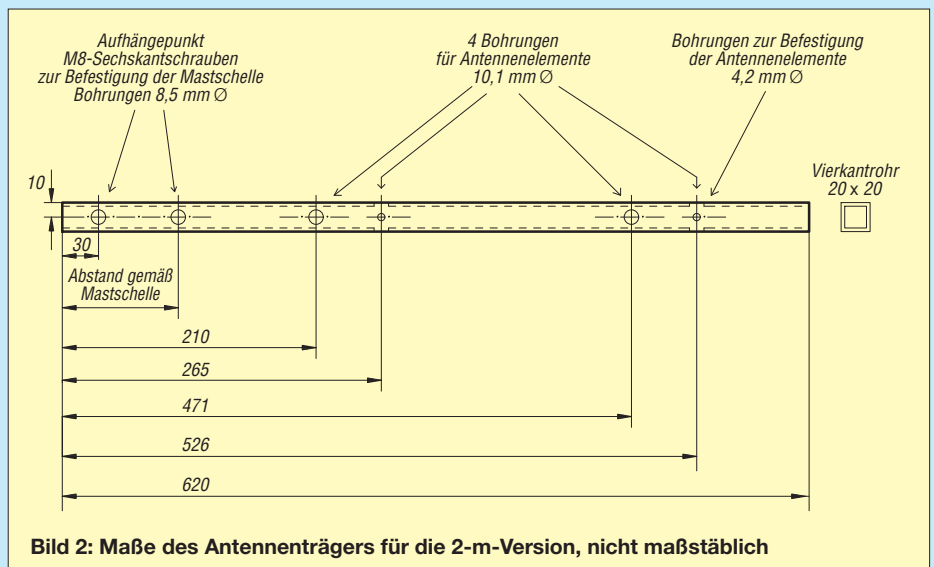 Aufhängepunkt
M8-Sechskantschrauben
zur Befestigung der Mastschelle
Bohrungen 8,5 mm ∅
4 Bohrungen
für Antennenelemente
10,1 mm ∅
Bohrungen zur Befestigung
der Antennenelemente
4,2 mm ∅
Vierkantrohr
20 x 20
10
30
Abstand gemäß
Mastschelle
210
265
471
526
620
Bild 2: Maße des Antennenträgers für die 2-m-Version, nicht maßstäblich